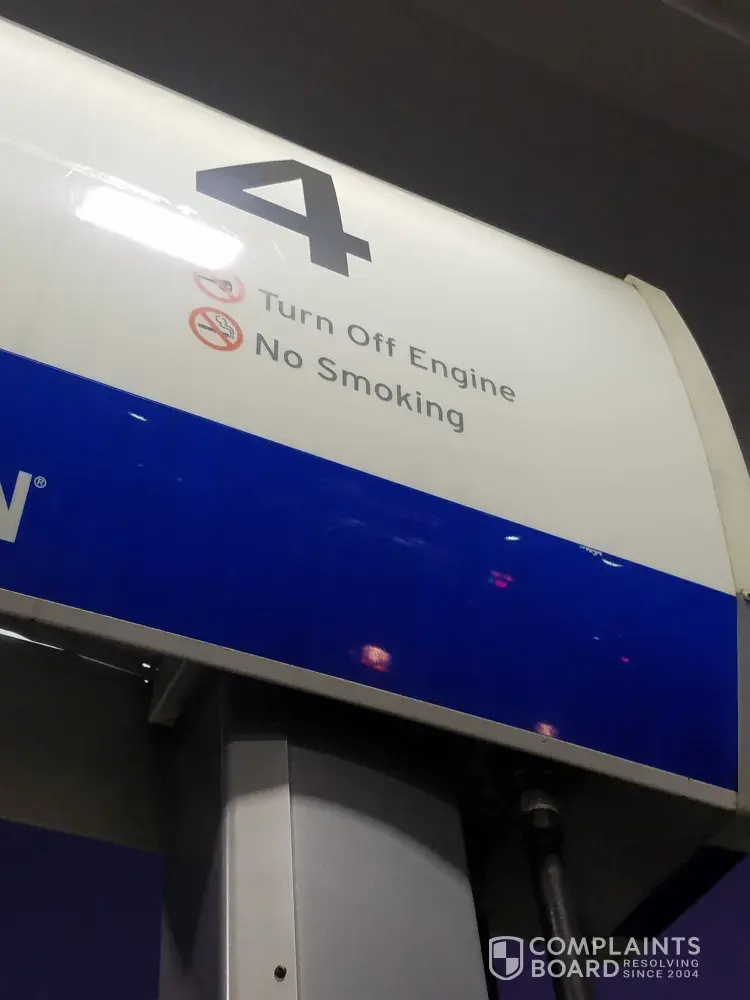 4
Turn Off Engine
No Smoking
N®
COMPLAINTS
BOARD RESOLVING
SINCE 2004